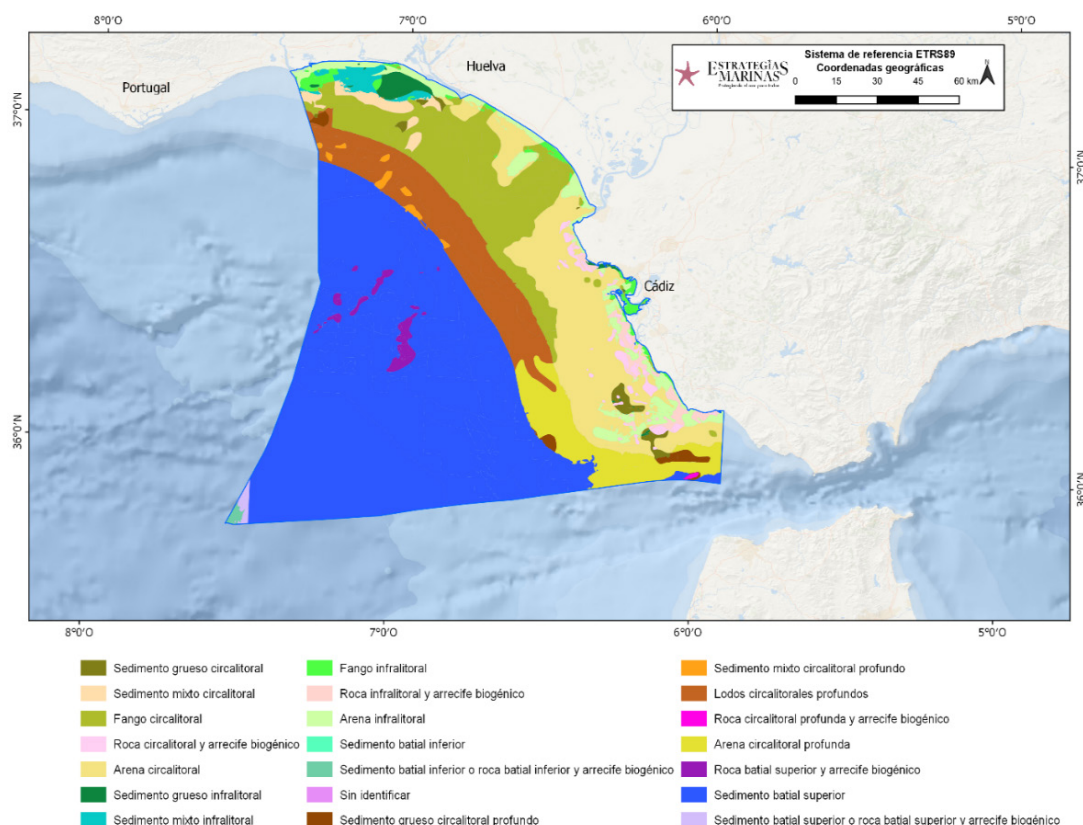 8°0'O 7°0'O 6°0'O 5°0'O
Sistema de referencia ETRS89
Coordenadas geográficas
ESTRATEGIAS
MARINAS
0 15 30 45 60 km
N
Huelva
Portugal
37°0'N 37°0'N
Cádiz
36°0'N 36°0'N
8°0'O 7°0'O 6°0'O 5°0'O
Sedimento grueso circalitoral
Sedimento mixto circalitoral
Fango circalitoral
Roca circalitoral y arrecife biogénico
Arena circalitoral
Sedimento grueso infralitoral
Sedimento mixto infralitoral
Fango infralitoral
Roca infralitoral y arrecife biogénico
Arena infralitoral
Sedimento batial inferior
Sedimento batial inferior o roca batial inferior y arrecife biogénico
Sin identificar
Sedimento grueso circalitoral profundo
Sedimento mixto circalitoral profundo
Lodos circalitorales profundos
Roca circalitoral profunda y arrecife biogénico
Arena circalitoral profunda
Roca batial superior y arrecife biogénico
Sedimento batial superior
Sedimento batial superior o roca batial superior y arrecife biogénico